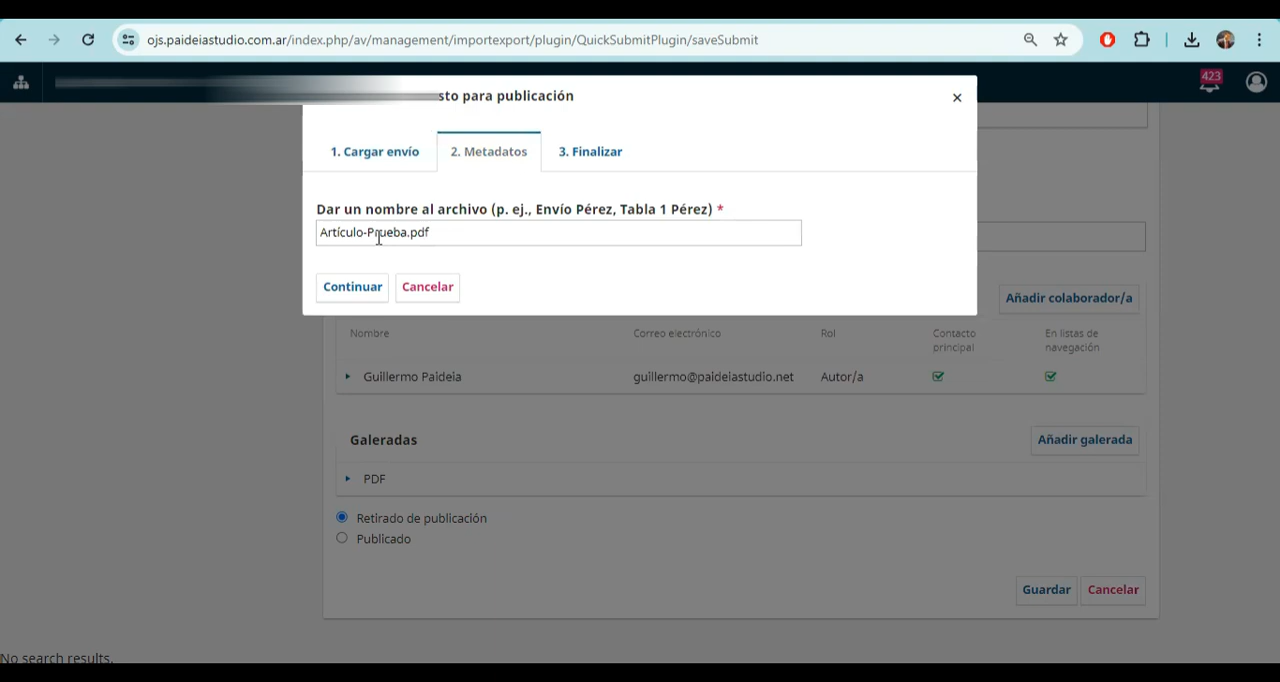 ojs.paideiastudio.com.ar/index.php/av/management/importexport/plugin/QuickSubmitPlugin/saveSubmit
423
sto para publicación
1. Cargar envío 2. Metadatos 3. Finalizar
Dar un nombre al archivo (p. ej., Envío Pérez, Tabla 1 Pérez) *
Artículo-Prueba.pdf
Continuar Cancelar
Añadir colaborador/a
Nombre Correo electrónico Rol Contacto principal En listas de navegación
Guillermo Paideia guillermo@paideiastudio.net Autor/a
Galeradas Añadir galerada
PDF
Retirado de publicación
Publicado
Guardar Cancelar
No search results.